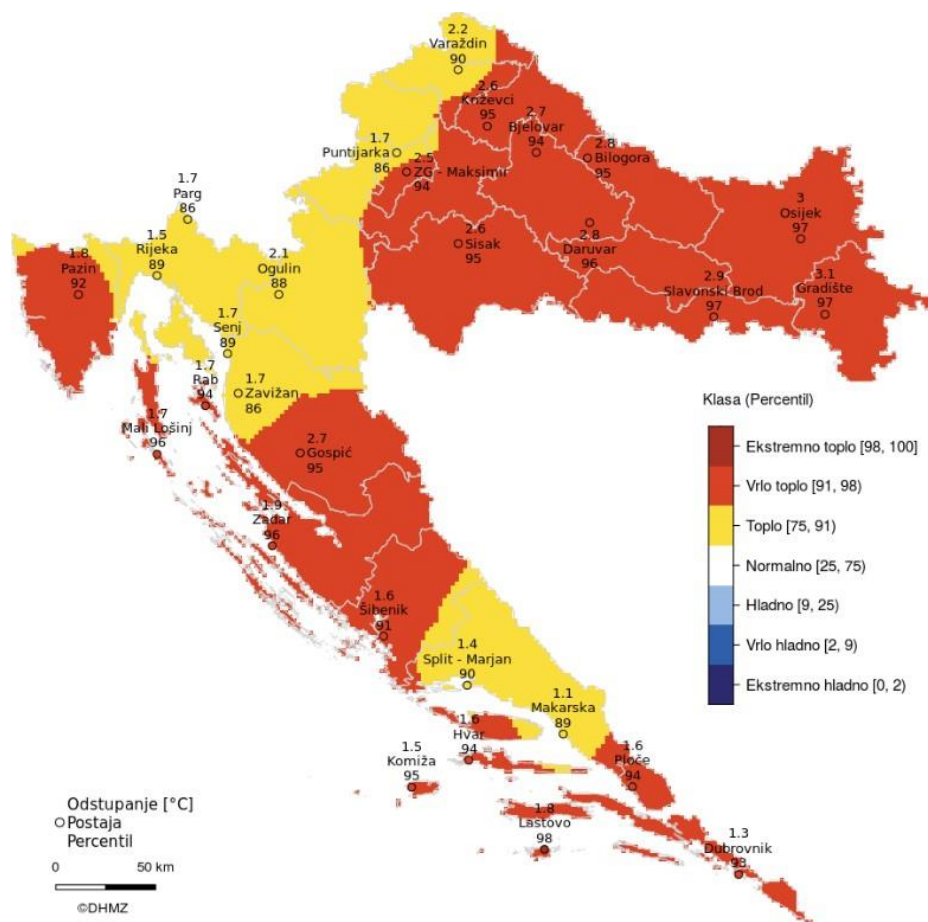 2.2
Varaždin
90
2.6
Križevci
95
2.7
Bjelovar
94
1.7
Puntijarka
86
2.5
ZG - Maksimir
94
2.8
Bilogora
95
1.7
Parg
86
3
Osijek
97
1.5
Rijeka
89
2.1
Ogulin
88
2.6
Sisak
95
2.8
Daruvar
96
1.8
Pazin
92
2.9
Slavonski Brod
97
3.1
Gradište
97
1.7
Senj
89
1.7
Rab
94
1.7
Zavižan
86
1.7
Mali Lošinj
96
2.7
Gospić
95
Klasa (Percentil)
Ekstremno toplo [98, 100]
Vrlo toplo [91, 98)
Toplo [75, 91)
Normalno [25, 75)
Hladno [9, 25)
Vrlo hladno [2, 9)
Ekstremno hladno [0, 2)
1.9
Zadar
96
1.6
Šibenik
91
1.4
Split - Marjan
90
1.1
Makarska
89
1.6
Hvar
94
1.5
Komiža
95
1.6
Ploče
94
1.8
Lastovo
98
1.3
Dubrovnik
93
Odstupanje [°C]
Postaja
Percentil
0 50 km
©DHMZ